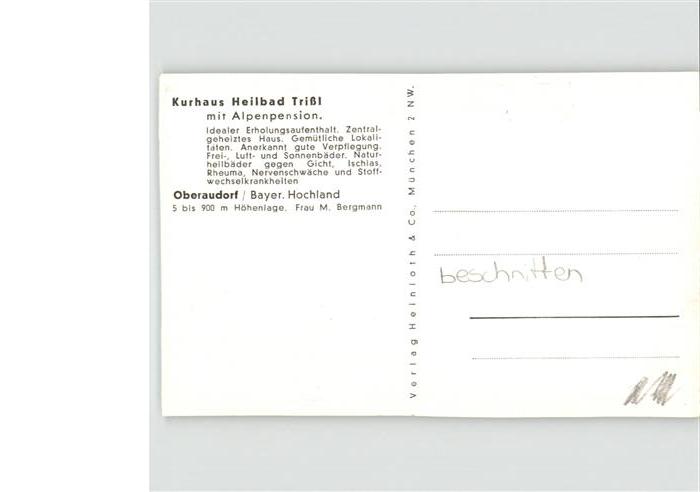 Kurhaus Heilbad Trißl
mit Alpenpension.
Idealer Erholungsaufenthalt. Zentral-
geheiztes Haus. Gemütliche Lokali-
täten. Anerkannt gute Verpflegung.
Frei-, Luft- und Sonnenbäder. Natur-
heilbäder gegen Gicht, Ischias,
Rheuma, Nervenschwäche und Stoff-
wechselkrankheiten
Oberaudorf / Bayer. Hochland
5 bis 900 m Höhenlage. Frau M. Bergmann
Verlag Heinloth & Co., München 2 NW.
beschnitten